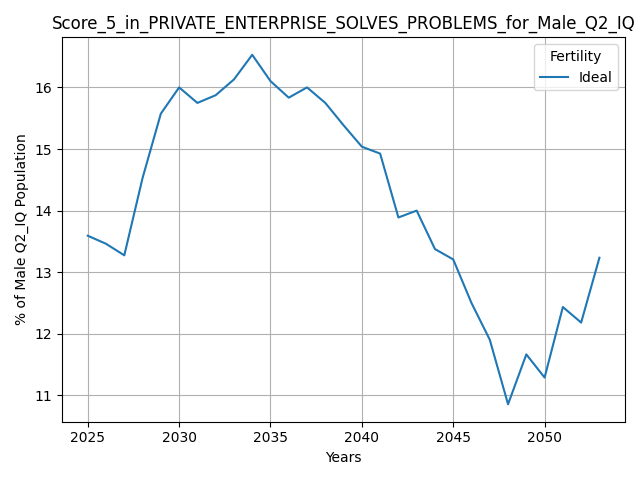 Score_5_in_PRIVATE_ENTERPRISE_SOLVES_PROBLEMS_for_Male_Q2_IQ
Fertility
Ideal
16
15
14
13
12
11
% of Male Q2_IQ Population
2025 2030 2035 2040 2045 2050
Years